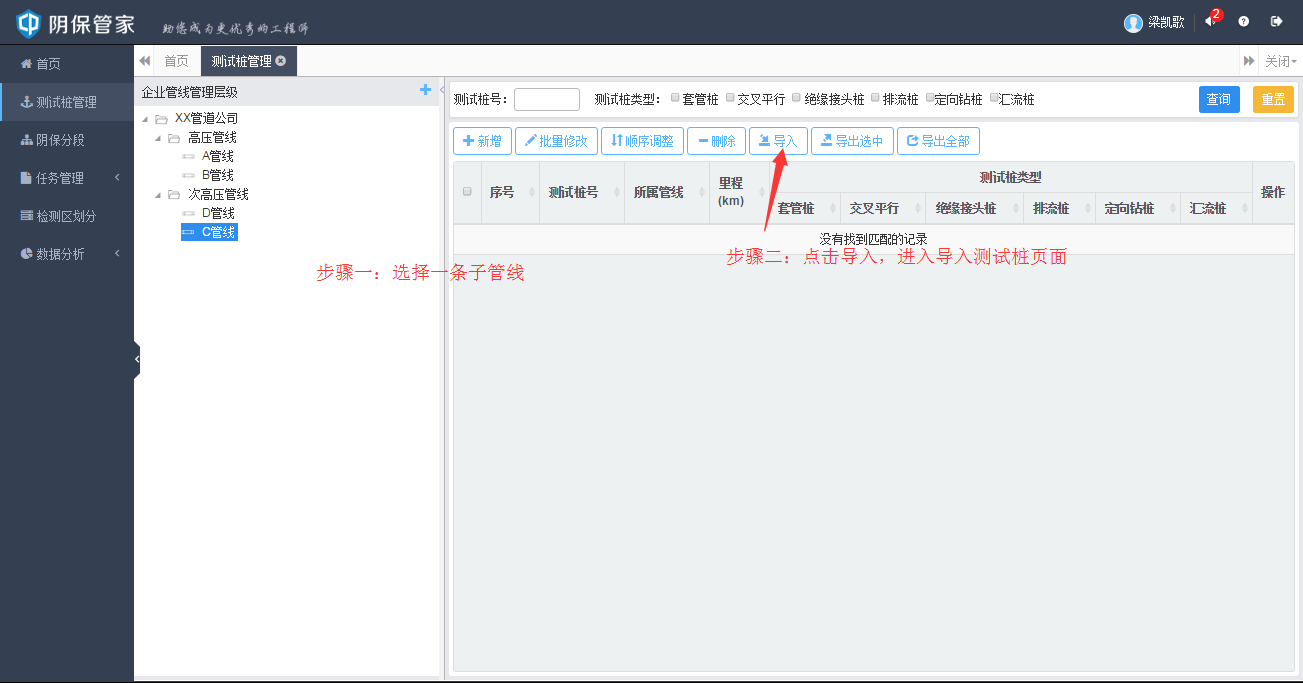 阴保管家 助您成为更优秀的工程师
梁凯歌 2
首页 测试桩管理 关闭
首页
测试桩管理
阴保分段
任务管理
检测区划分
数据分析
企业管线管理层级
XX管道公司
高压管线
A管线
B管线
次高压管线
D管线
C管线
测试桩号： 测试桩类型： 套管桩 交叉平行 绝缘接头桩 排流桩 定向钻桩 汇流桩 查询 重置
新增 批量修改 顺序调整 删除 导入 导出选中 导出全部
序号 测试桩号 所属管线 里程(km) 测试桩类型 操作
套管桩 交叉平行 绝缘接头桩 排流桩 定向钻桩 汇流桩
没有找到匹配的记录
步骤二：点击导入，进入导入测试桩页面
步骤一：选择一条子管线